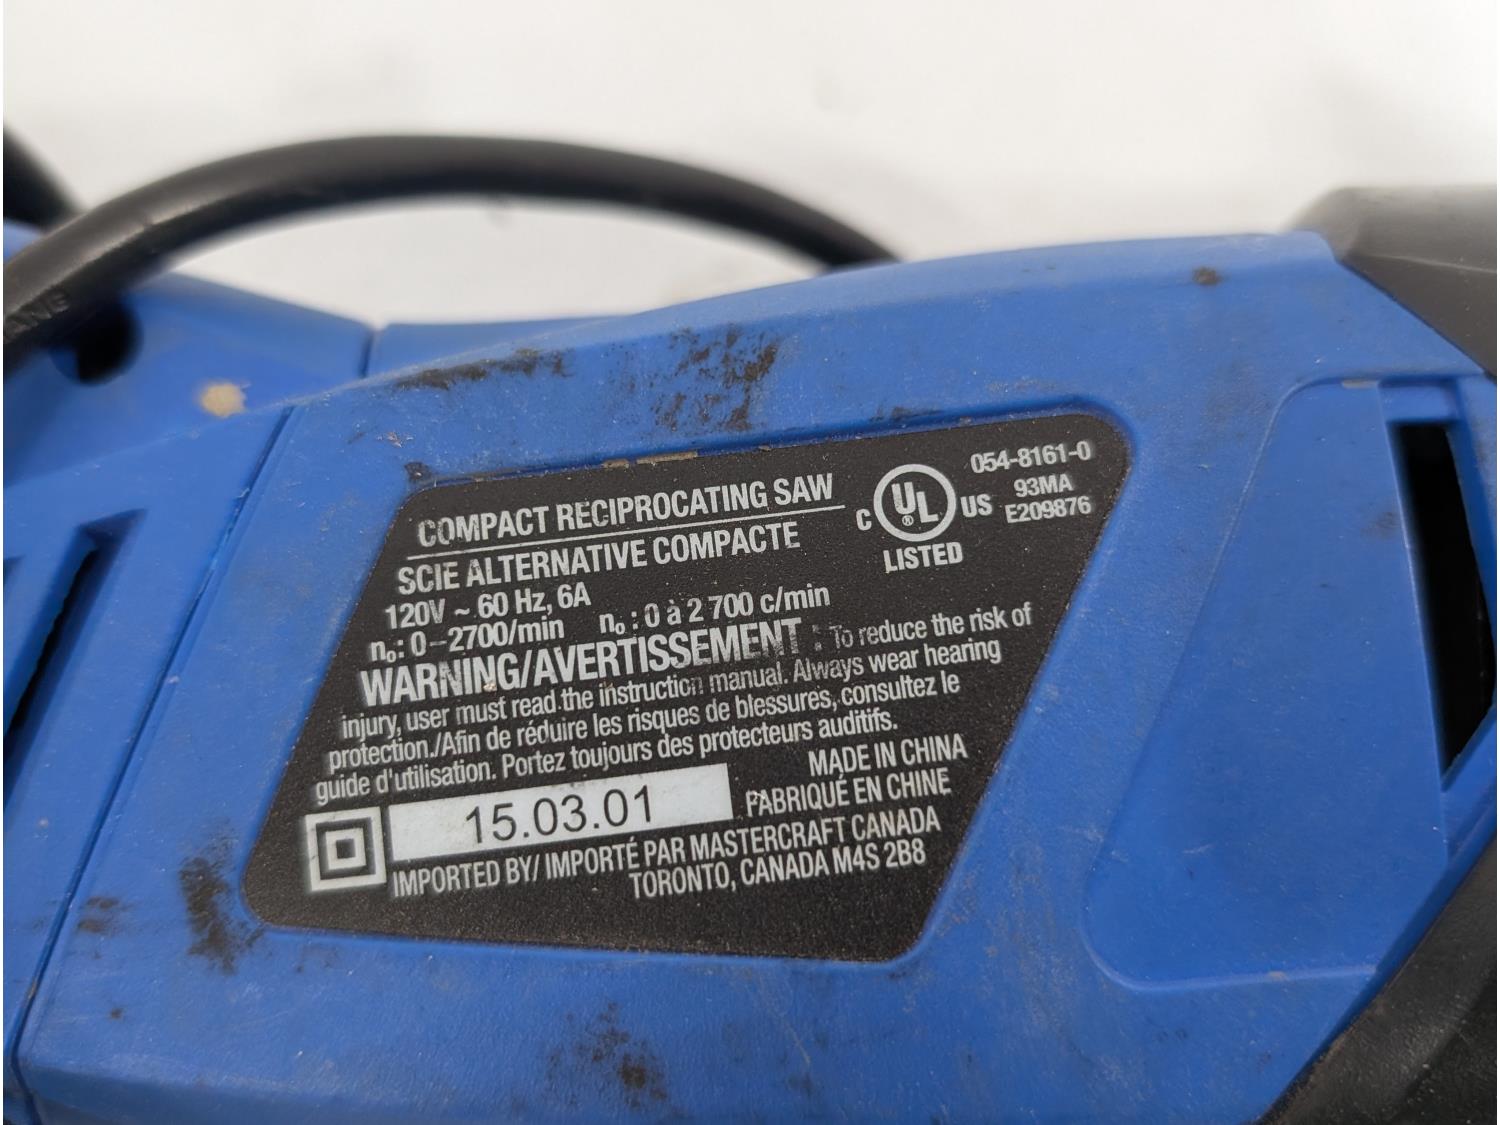 COMPACT RECIPROCATING SAW
SCIE ALTERNATIVE COMPACTE
120V ~ 60 Hz, 6A
n₀: 0–2700/min n₀ : 0 à 2 700 c/min
WARNING/AVERTISSEMENT : To reduce the risk of
injury, user must read the instruction manual. Always wear hearing
protection./Afin de réduire les risques de blessures, consultez le
guide d'utilisation. Portez toujours des protecteurs auditifs.
C UL ® US
LISTED
054-8161-0
93MA
E209876
MADE IN CHINA
FABRIQUÉ EN CHINE
15.03.01
IMPORTED BY/ IMPORTÉ PAR MASTERCRAFT CANADA
TORONTO, CANADA M4S 2B8